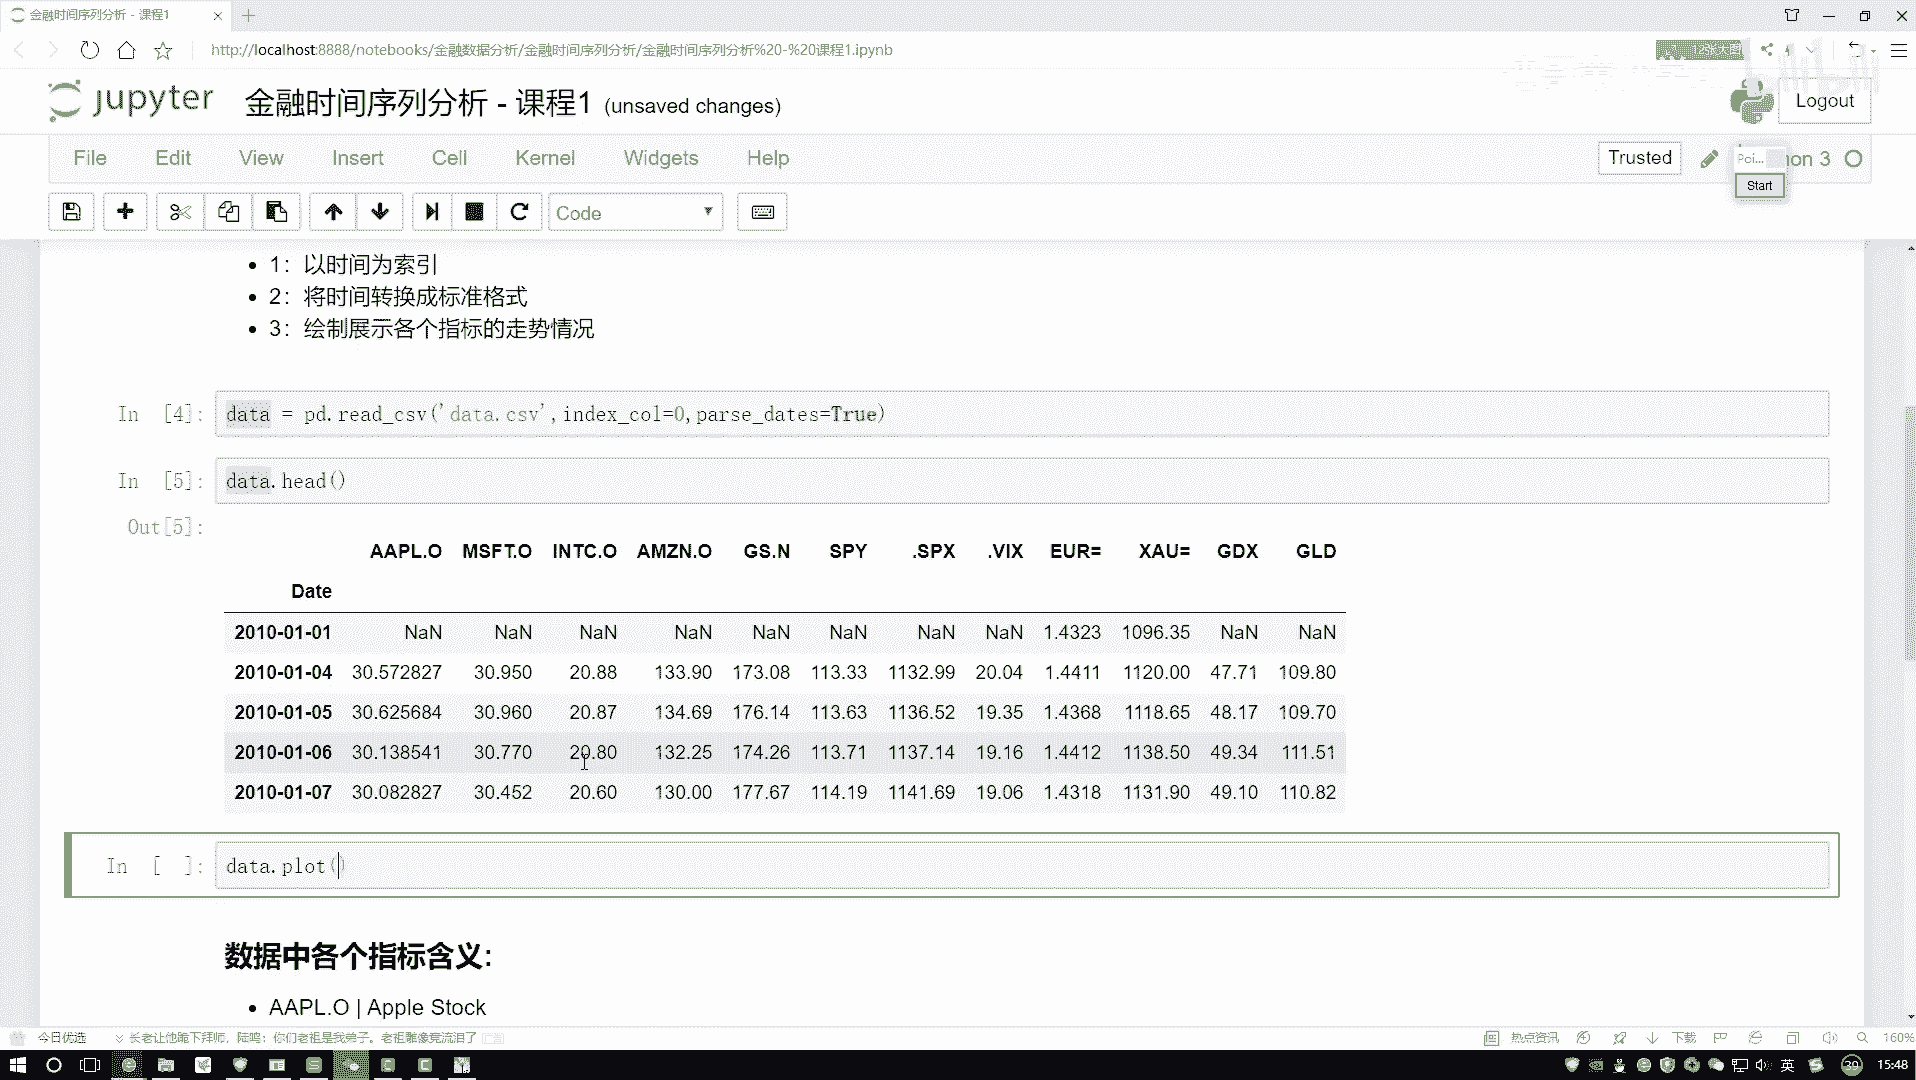 金融时间序列分析 - 课程1
http://localhost:8888/notebooks/金融数据分析/金融时间序列分析/金融时间序列分析%20-%20课程1.ipynb
12张大图
jupyter 金融时间序列分析 - 课程1 (unsaved changes)
Logout
File Edit View Insert Cell Kernel Widgets Help
Trusted
Poi... hon 3
Start
Code
1：以时间为索引
2：将时间转换成标准格式
3：绘制展示各个指标的走势情况
In [4]: data = pd.read_csv('data.csv',index_col=0,parse_dates=True)
In [5]: data.head()
Out[5]:
AAPL.O MSFT.O INTC.O AMZN.O GS.N SPY .SPX .VIX EUR= XAU= GDX GLD
Date
2010-01-01 NaN NaN NaN NaN NaN NaN NaN NaN 1.4323 1096.35 NaN NaN
2010-01-04 30.572827 30.950 20.88 133.90 173.08 113.33 1132.99 20.04 1.4411 1120.00 47.71 109.80
2010-01-05 30.625684 30.960 20.87 134.69 176.14 113.63 1136.52 19.35 1.4368 1118.65 48.17 109.70
2010-01-06 30.138541 30.770 20.80 132.25 174.26 113.71 1137.14 19.16 1.4412 1138.50 49.34 111.51
2010-01-07 30.082827 30.452 20.60 130.00 177.67 114.19 1141.69 19.06 1.4318 1131.90 49.10 110.82
In [ ]: data.plot()
数据中各个指标含义:
AAPL.O | Apple Stock
今日优选 长老让他跪下拜师，陆鸣：你们老祖是我弟子。老祖雕像竟流泪了 热点资讯 下载 160%
英 39 15:48